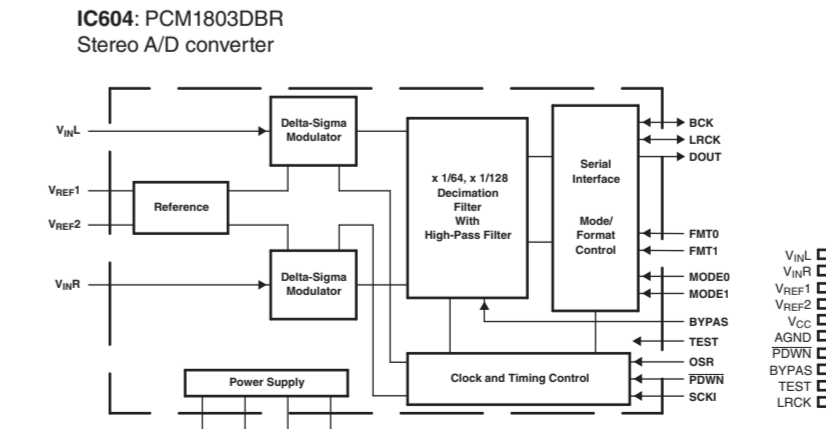 IC604: PCM1803DBR
Stereo A/D converter
VINL
Delta-Sigma
Modulator
BCK
LRCK
DOUT
VREF1
Reference
VREF2
x 1/64, x 1/128
Decimation
Filter
With
High-Pass Filter
Serial
Interface
Mode/
Format
Control
FMT0
FMT1
VINR
Delta-Sigma
Modulator
MODE0
MODE1
BYPAS
TEST
OSR
PDWN
SCKI
Clock and Timing Control
Power Supply
VINL
VINR
VREF1
VREF2
VCC
AGND
PDWN
BYPAS
TEST
LRCK